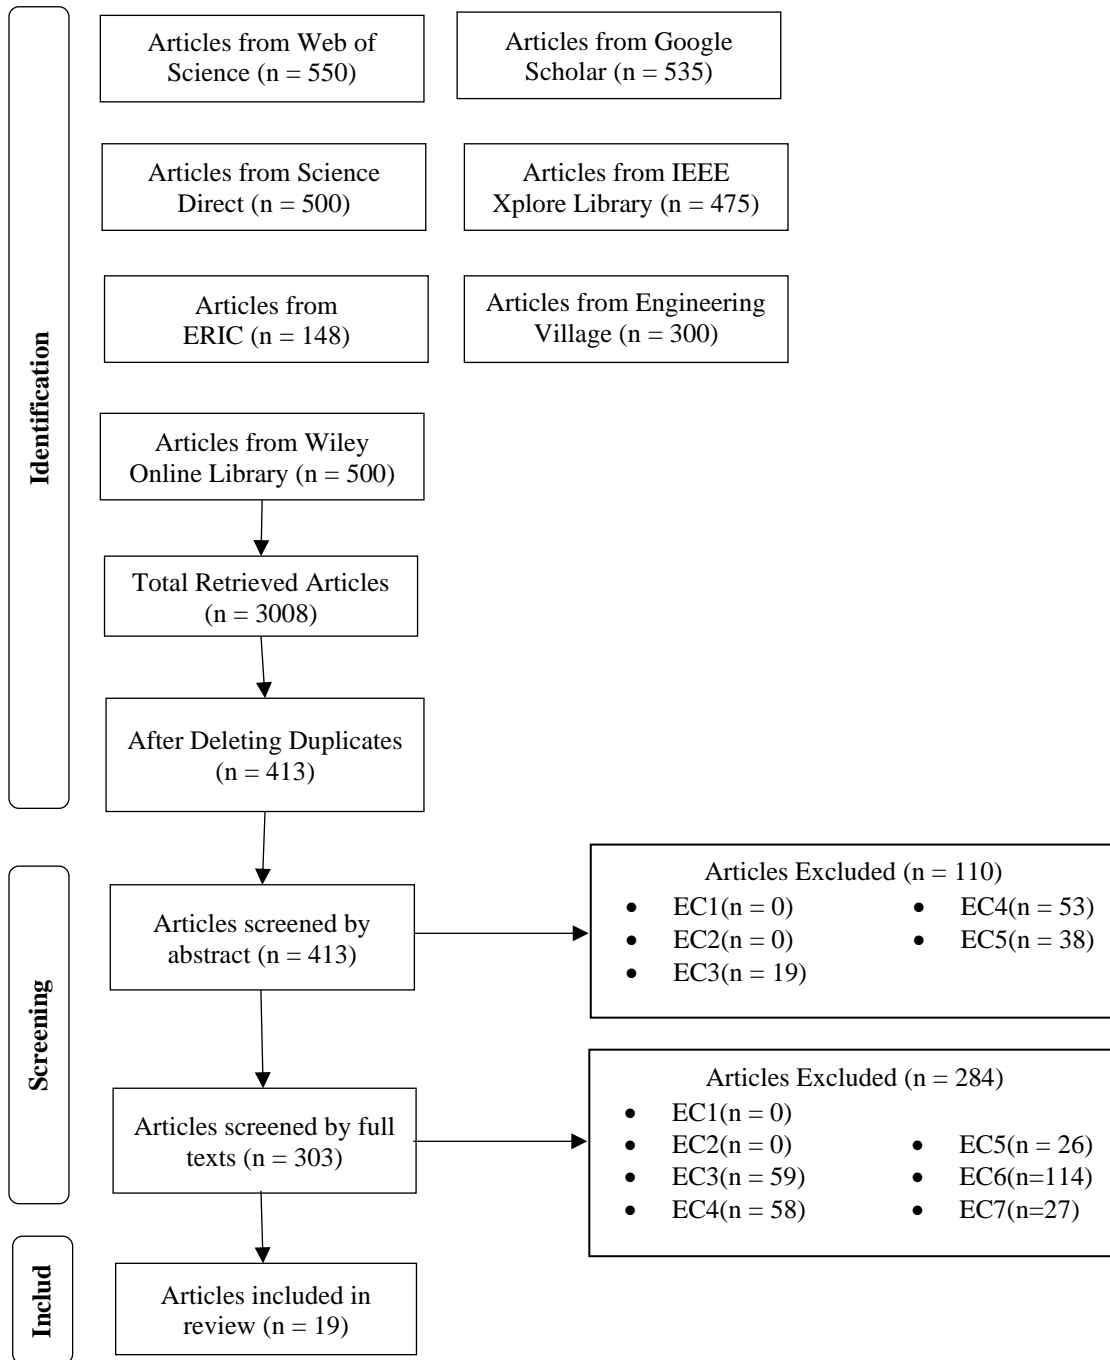 Identification
Articles from Web of
Science (n = 550)
Articles from Google
Scholar (n = 535)
Articles from Science
Direct (n = 500)
Articles from IEEE
Xplore Library (n = 475)
Articles from
ERIC (n = 148)
Articles from Engineering
Village (n = 300)
Articles from Wiley
Online Library (n = 500)
Total Retrieved Articles
(n = 3008)
After Deleting Duplicates
(n = 413)
Screening
Articles screened by
abstract (n = 413)
Articles Excluded (n = 110)
• EC1(n = 0)
• EC2(n = 0)
• EC3(n = 19)
• EC4(n = 53)
• EC5(n = 38)
Articles screened by full
texts (n = 303)
Articles Excluded (n = 284)
• EC1(n = 0)
• EC2(n = 0)
• EC3(n = 59)
• EC4(n = 58)
• EC5(n = 26)
• EC6(n=114)
• EC7(n=27)
Includ
Articles included in
review (n = 19)